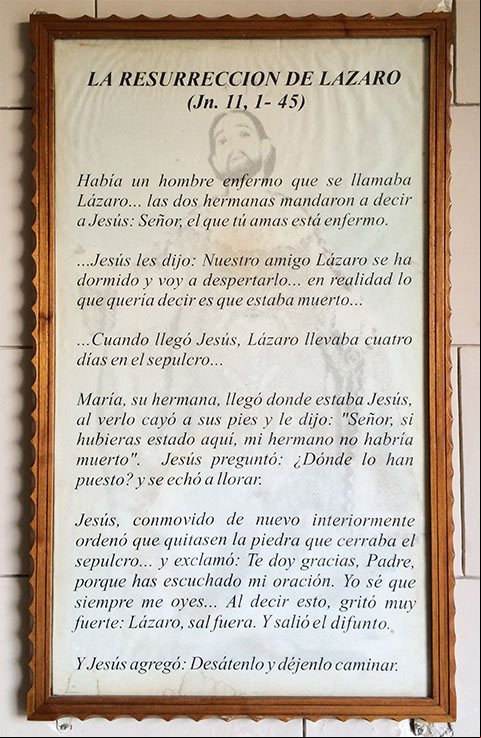 LA RESURRECCION DE LAZARO
(Jn. 11, 1- 45)
Había un hombre enfermo que se llamaba
Lázaro... las dos hermanas mandaron a decir
a Jesús: Señor, el que tú amas está enfermo.
...Jesús les dijo: Nuestro amigo Lázaro se ha
dormido y voy a despertarlo... en realidad lo
que quería decir es que estaba muerto...
...Cuando llegó Jesús, Lázaro llevaba cuatro
días en el sepulcro...
María, su hermana, llegó donde estaba Jesús,
al verlo cayó a sus pies y le dijo: "Señor, si
hubieras estado aquí, mi hermano no habría
muerto". Jesús preguntó: ¿Dónde lo han
puesto? y se echó a llorar.
Jesús, conmovido de nuevo interiormente
ordenó que quitasen la piedra que cerraba el
sepulcro... y exclamó: Te doy gracias, Padre,
porque has escuchado mi oración. Yo sé que
siempre me oyes... Al decir esto, gritó muy
fuerte: Lázaro, sal fuera. Y salió el difunto.
Y Jesús agregó: Desátenlo y déjenlo caminar.